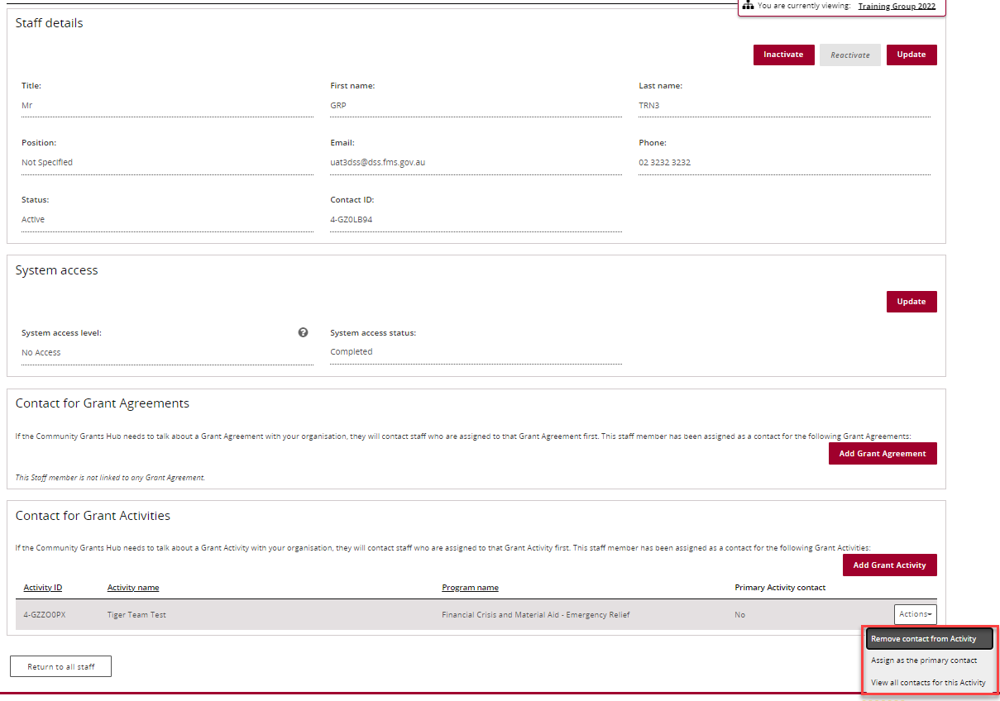 You are currently viewing: Training Group 2022
Staff details
Inactivate Reactivate Update
Title: First name: Last name:
Mr GRP TRN3
Position: Email: Phone:
Not Specified uat3dss@dss.fms.gov.au 02 3232 3232
Status: Contact ID:
Active 4-GZ0LB94
System access
Update
System access level: ? System access status:
No Access Completed
Contact for Grant Agreements
If the Community Grants Hub needs to talk about a Grant Agreement with your organisation, they will contact staff who are assigned to that Grant Agreement first. This staff member has been assigned as a contact for the following Grant Agreements:
Add Grant Agreement
This Staff member is not linked to any Grant Agreement.
Contact for Grant Activities
If the Community Grants Hub needs to talk about a Grant Activity with your organisation, they will contact staff who are assigned to that Grant Activity first. This staff member has been assigned as a contact for the following Grant Activities:
Add Grant Activity
Activity ID Activity name Program name Primary Activity contact
4-GZZO0PX Tiger Team Test Financial Crisis and Material Aid - Emergency Relief No Actions
Remove contact from Activity
Assign as the primary contact
View all contacts for this Activity
Return to all staff